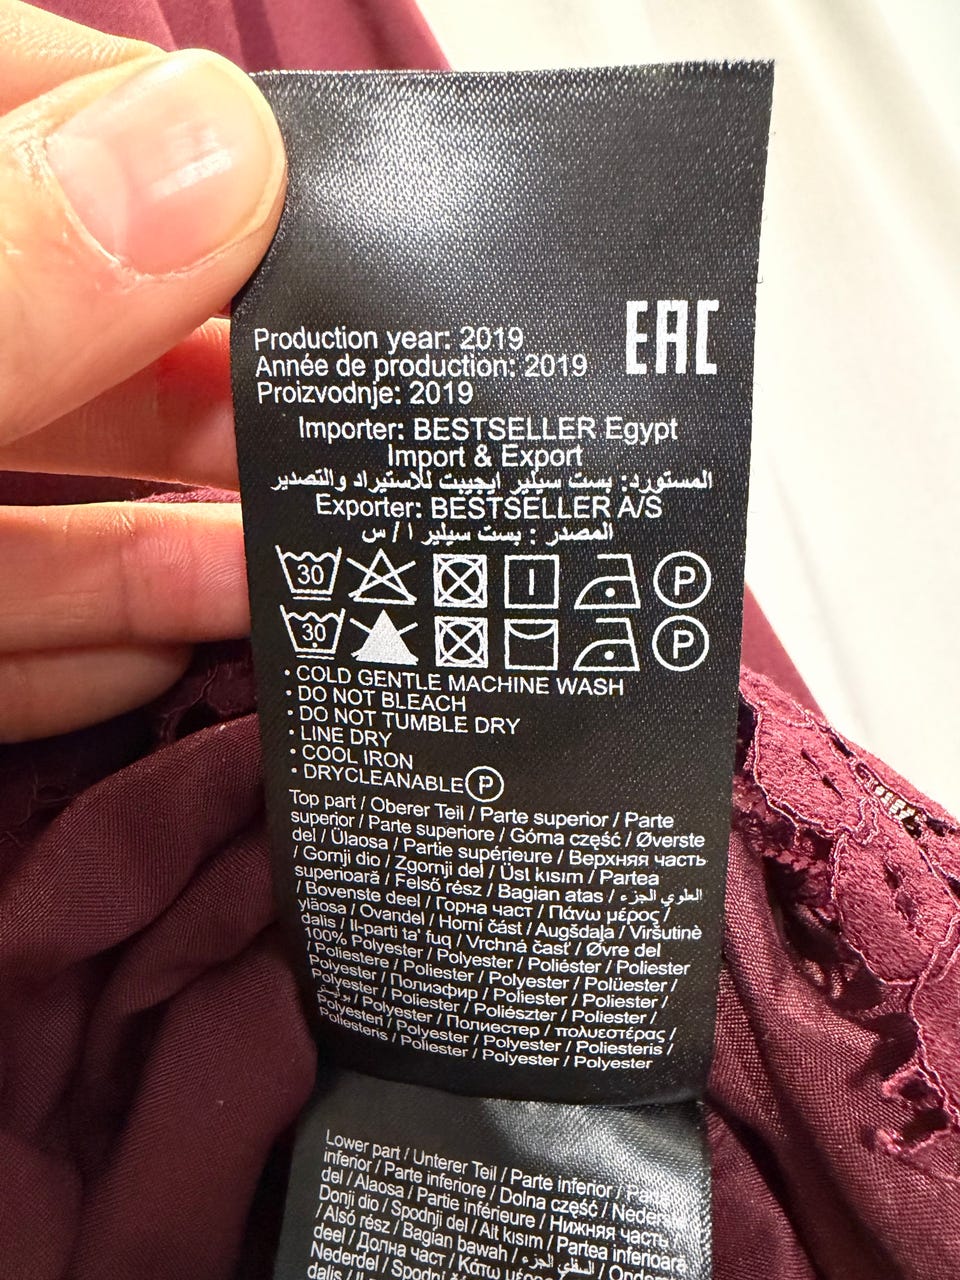 EAC
Production year: 2019
Année de production: 2019
Proizvodnje: 2019
Importer: BESTSELLER Egypt
Import & Export
المستورد: بست سيلير ايجيبت للاستيراد والتصدير
Exporter: BESTSELLER A/S
المصدر : بست سيلير ا / س
30 P
30 P
• COLD GENTLE MACHINE WASH
• DO NOT BLEACH
• DO NOT TUMBLE DRY
• LINE DRY
• COOL IRON
• DRYCLEANABLE P
Top part / Oberer Teil / Parte superior / Parte
superior / Parte superiore / Górna część / Øverste
del / Ülaosa / Partie supérieure / Верхняя часть
/ Gornji dio / Zgornji del / Üst kısım / Partea
superioară / Felső rész / Bagian atas / العلوي الجزء
/ Bovenste deel / Горна част / Πάνω μέρος /
yläosa / Ovandel / Horní část / Augšdaļa / Viršutinė
dalis / Il-parti ta' fuq / Vrchná časť / Øvre del
100% Polyester / Polyester / Poliéster / Poliester
/ Poliestere / Poliester / Polyester / Polüester /
Polyester / Полиэфир / Poliester / Poliester /
Polyester / Poliester / Poliészter / Poliester /
بوليستر / Polyester / Полиестер / πολυεστέρας /
Polyesteri / Polyester / Polyester / Poliesteris /
Poliesteris / Poliester / Polyester / Polyester
Lower part / Unterer Teil / Parte inferior / Parte
inferior / Parte inferiore / Dolna część / Nederste
del / Alaosa / Partie inférieure / Нижняя часть /
Donji dio / Spodnji del / Alt kısım / Partea inferioară
/ Alsó rész / Bagian bawah / السفلي الجزء /
deel / Долна част / Κάτω μέρος /
Nederdel / Spodní
dalis